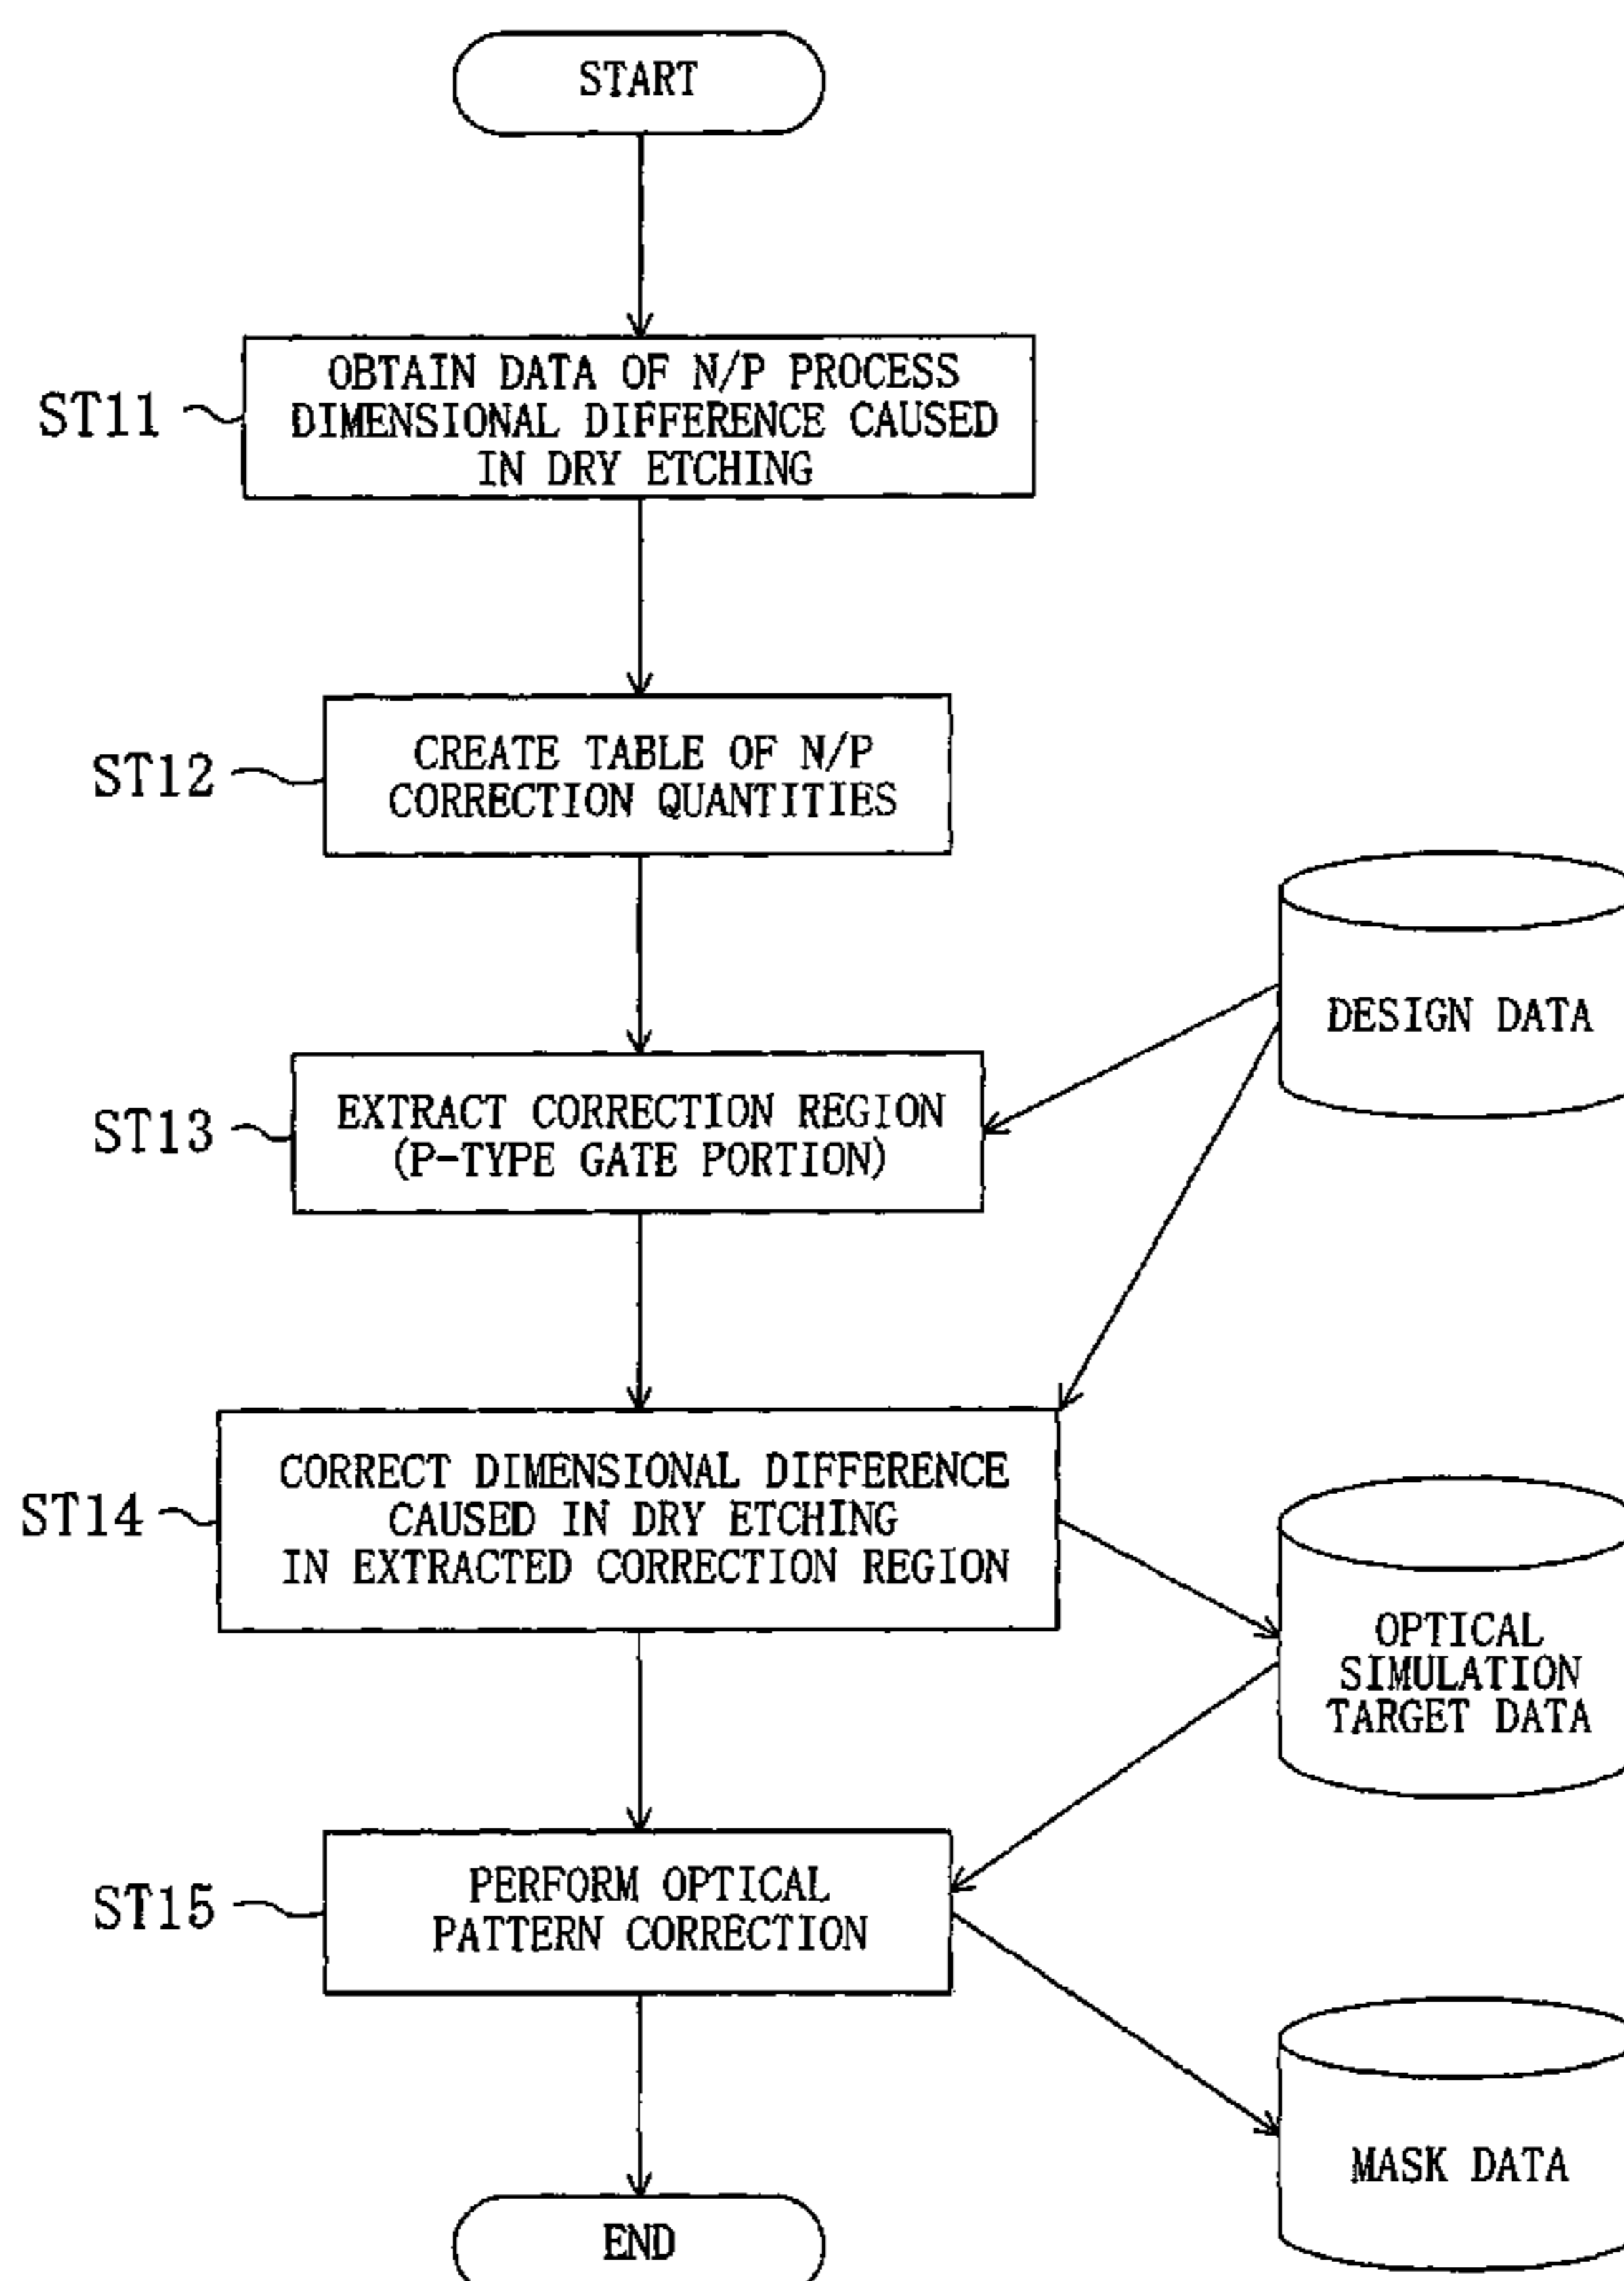 START
ST11
OBTAIN DATA OF N/P PROCESS
DIMENSIONAL DIFFERENCE CAUSED
IN DRY ETCHING
ST12
CREATE TABLE OF N/P
CORRECTION QUANTITIES
DESIGN DATA
ST13
EXTRACT CORRECTION REGION
(P-TYPE GATE PORTION)
ST14
CORRECT DIMENSIONAL DIFFERENCE
CAUSED IN DRY ETCHING
IN EXTRACTED CORRECTION REGION
OPTICAL
SIMULATION
TARGET DATA
ST15
PERFORM OPTICAL
PATTERN CORRECTION
MASK DATA
END